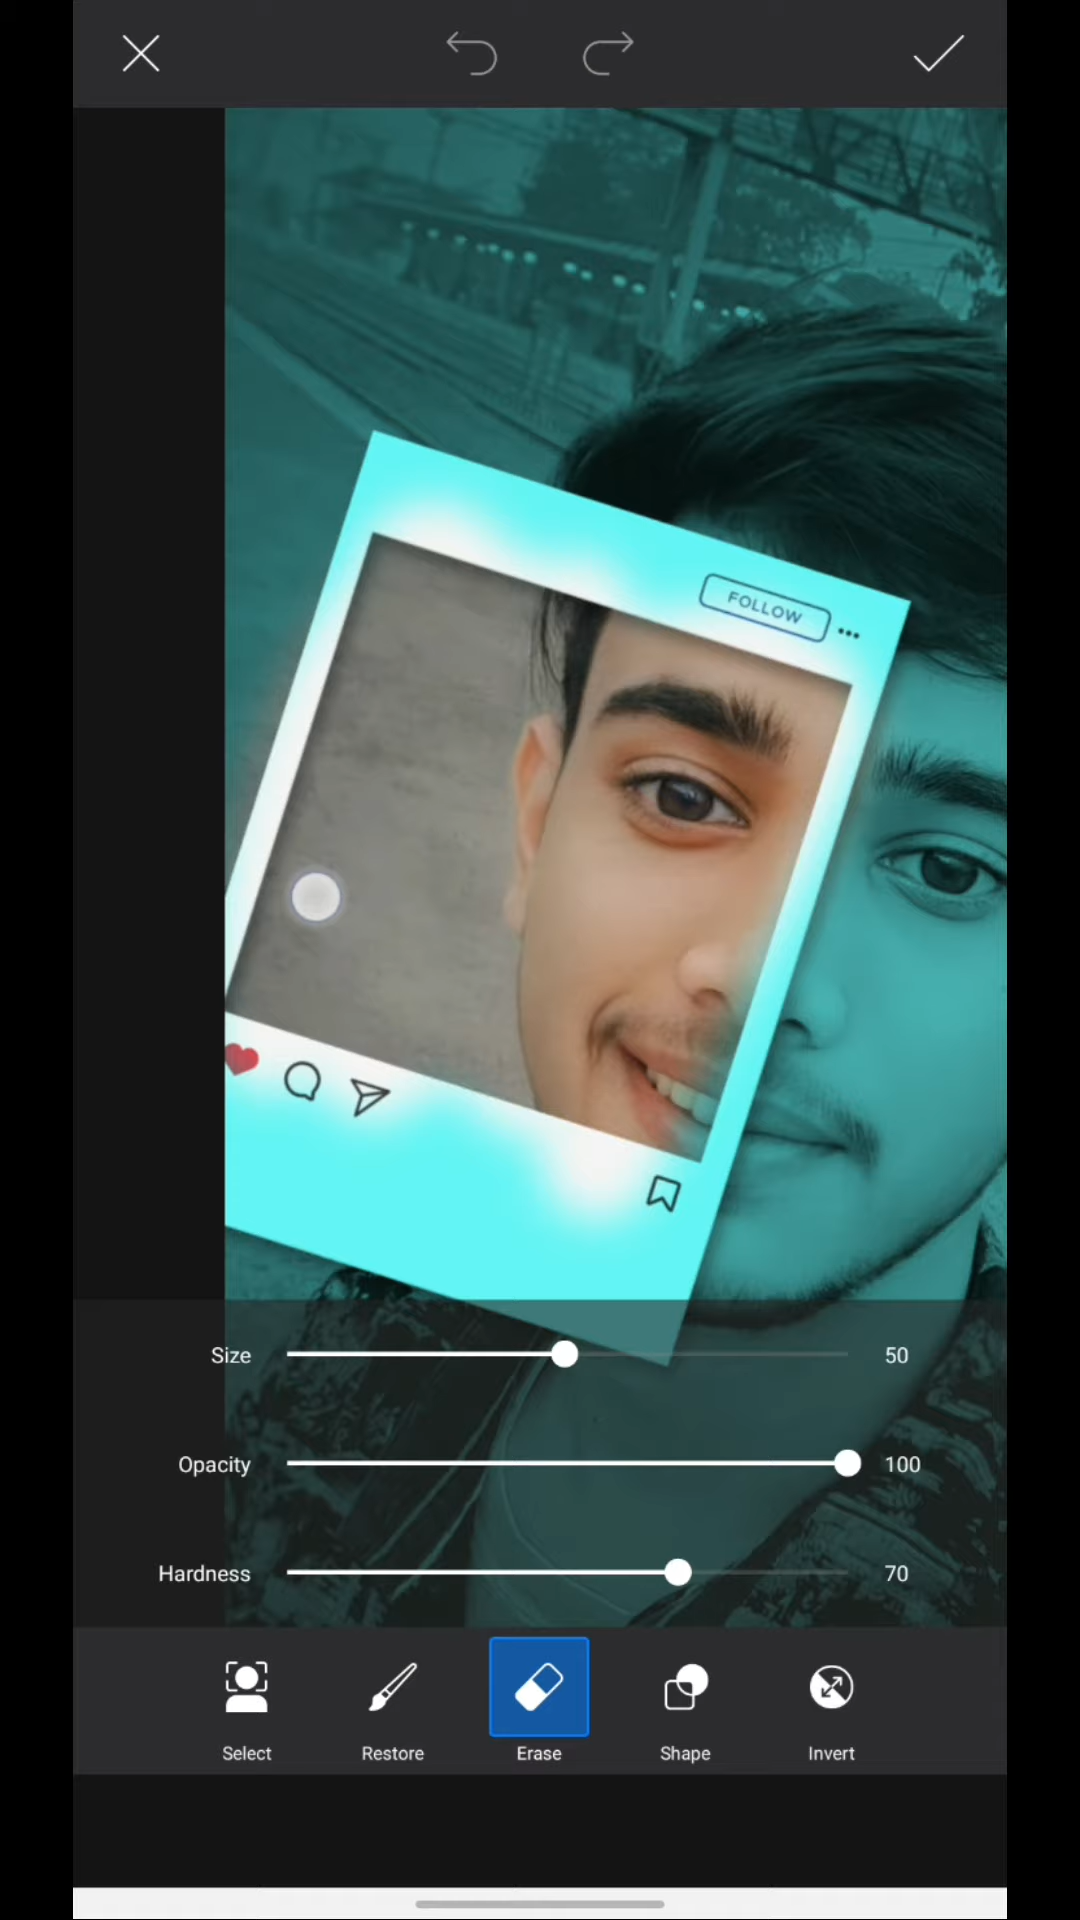 FOLLOW
Size 50
Opacity 100
Hardness 70
Select Restore Erase Shape Invert